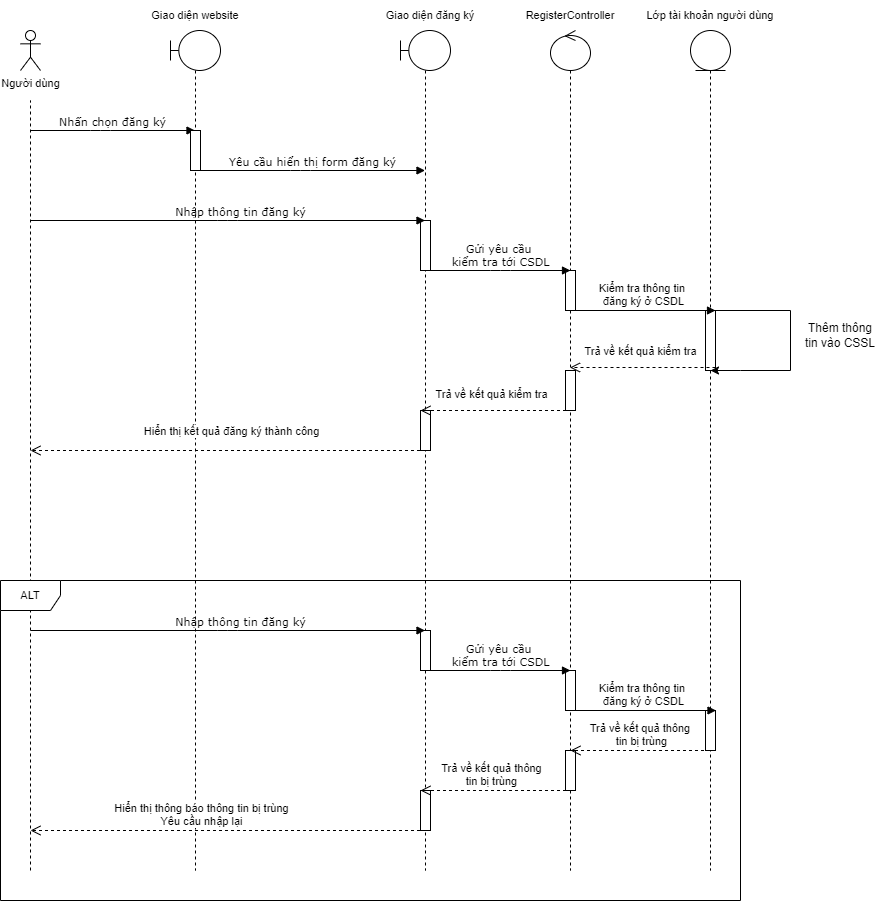 Giao diện website
Giao diện đăng ký
RegisterController
Lớp tài khoản người dùng
Người dùng
Nhấn chọn đăng ký
Yêu cầu hiển thị form đăng ký
Nhập thông tin đăng ký
Gửi yêu cầu
kiểm tra tới CSDL
Kiểm tra thông tin
đăng ký ở CSDL
Thêm thông
tin vào CSSL
Trả về kết quả kiểm tra
Trả về kết quả kiểm tra
Hiển thị kết quả đăng ký thành công
ALT
Nhập thông tin đăng ký
Gửi yêu cầu
kiểm tra tới CSDL
Kiểm tra thông tin
đăng ký ở CSDL
Trả về kết quả thông
tin bị trùng
Trả về kết quả thông
tin bị trùng
Hiển thị thông báo thông tin bị trùng
Yêu cầu nhập lại